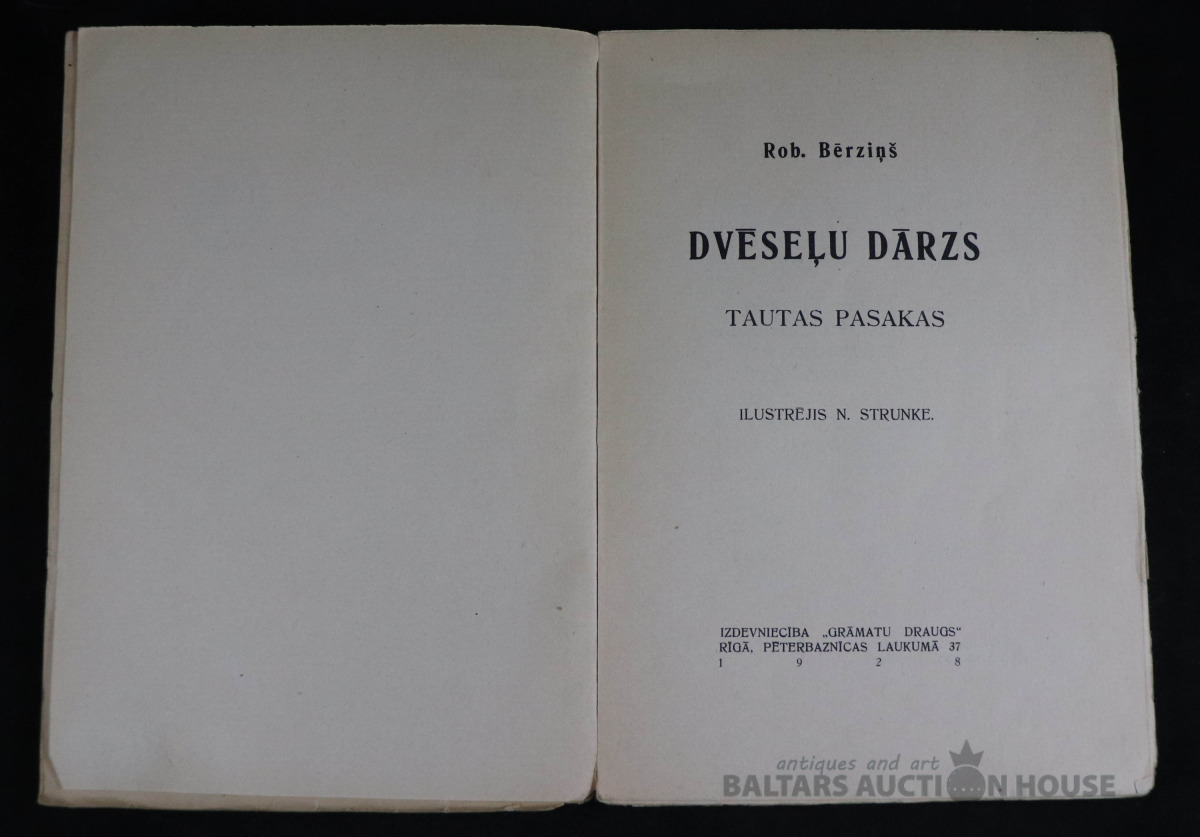 Rob. Bērziņš
DVĒSEĻU DĀRZS
TAUTAS PASAKAS
ILUSTRĒJIS N. STRUNKE.
IZDEVNIECĪBA „GRĀMATU DRAUGS“
RĪGĀ, PĒTERBAZNĪCAS LAUKUMĀ 37
1 9 2 8
antiques and art
BALTARS AUCTION HOUSE